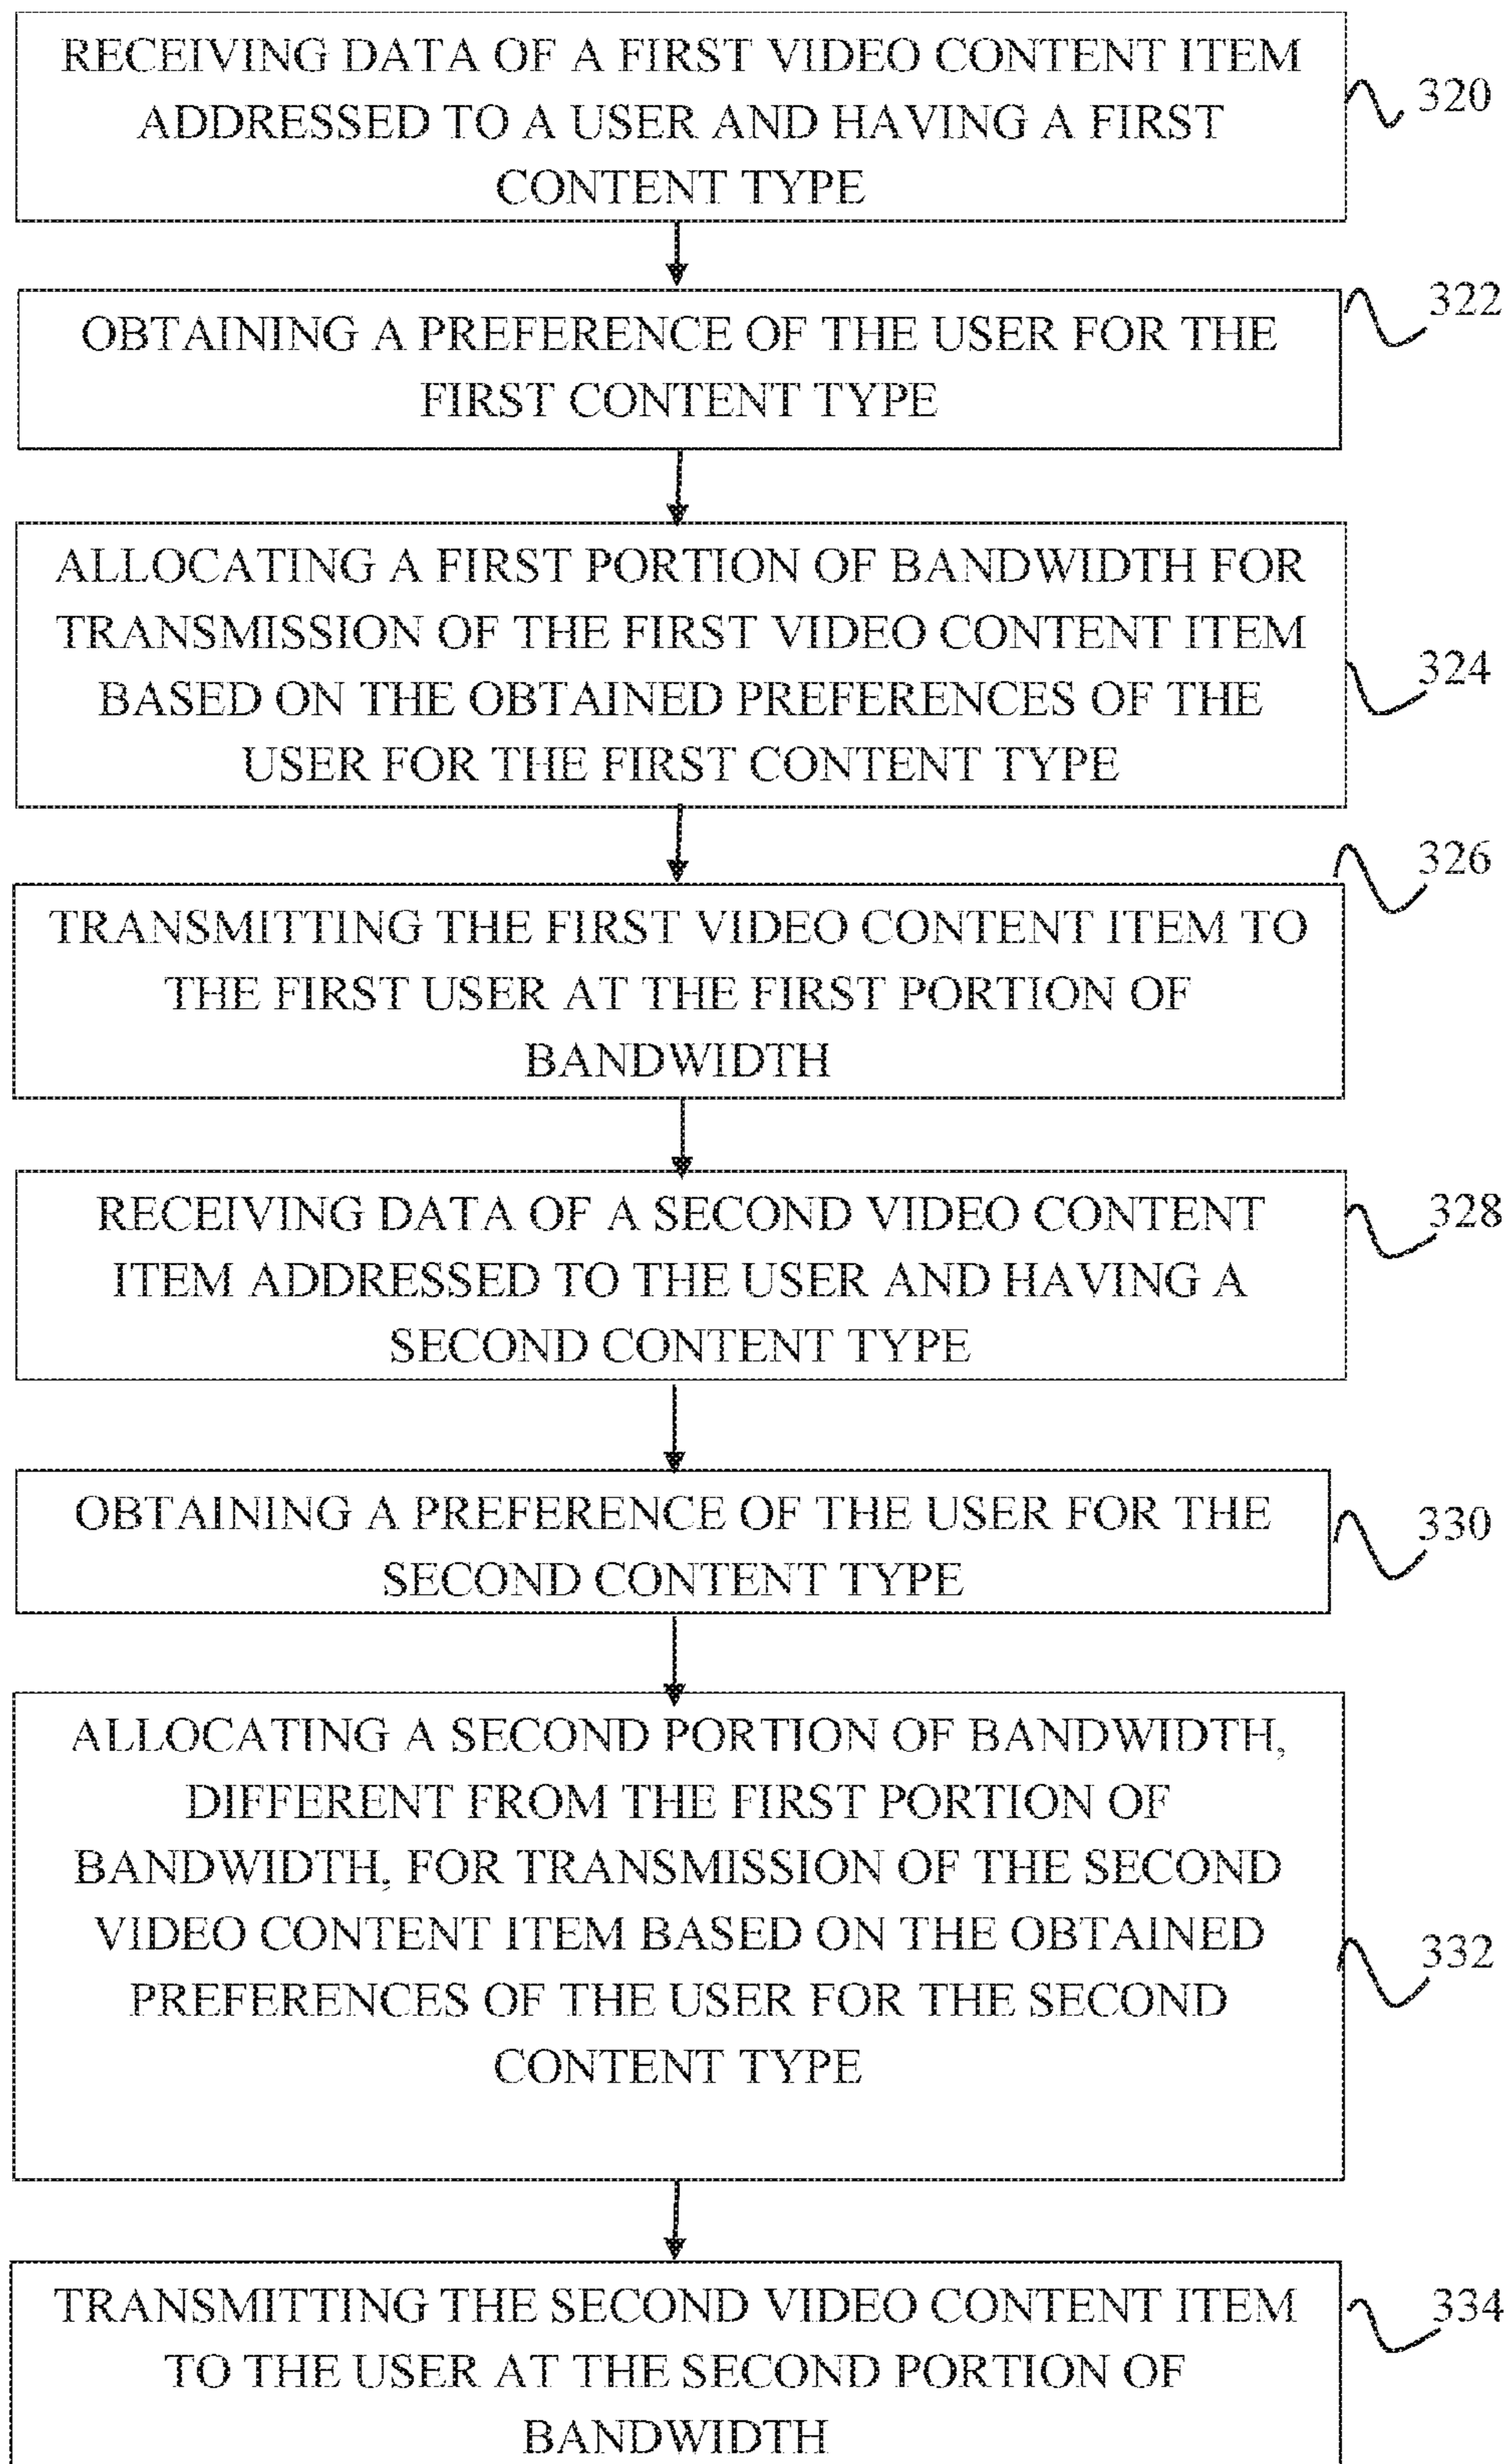 RECEIVING DATA OF A FIRST VIDEO CONTENT ITEM
ADDRESSED TO A USER AND HAVING A FIRST
CONTENT TYPE
320
OBTAINING A PREFERENCE OF THE USER FOR THE
FIRST CONTENT TYPE
322
ALLOCATING A FIRST PORTION OF BANDWIDTH FOR
TRANSMISSION OF THE FIRST VIDEO CONTENT ITEM
BASED ON THE OBTAINED PREFERENCES OF THE
USER FOR THE FIRST CONTENT TYPE
324
TRANSMITTING THE FIRST VIDEO CONTENT ITEM TO
THE FIRST USER AT THE FIRST PORTION OF
BANDWIDTH
326
RECEIVING DATA OF A SECOND VIDEO CONTENT
ITEM ADDRESSED TO THE USER AND HAVING A
SECOND CONTENT TYPE
328
OBTAINING A PREFERENCE OF THE USER FOR THE
SECOND CONTENT TYPE
330
ALLOCATING A SECOND PORTION OF BANDWIDTH,
DIFFERENT FROM THE FIRST PORTION OF
BANDWIDTH, FOR TRANSMISSION OF THE SECOND
VIDEO CONTENT ITEM BASED ON THE OBTAINED
PREFERENCES OF THE USER FOR THE SECOND
CONTENT TYPE
332
TRANSMITTING THE SECOND VIDEO CONTENT ITEM
TO THE USER AT THE SECOND PORTION OF
BANDWIDTH
334